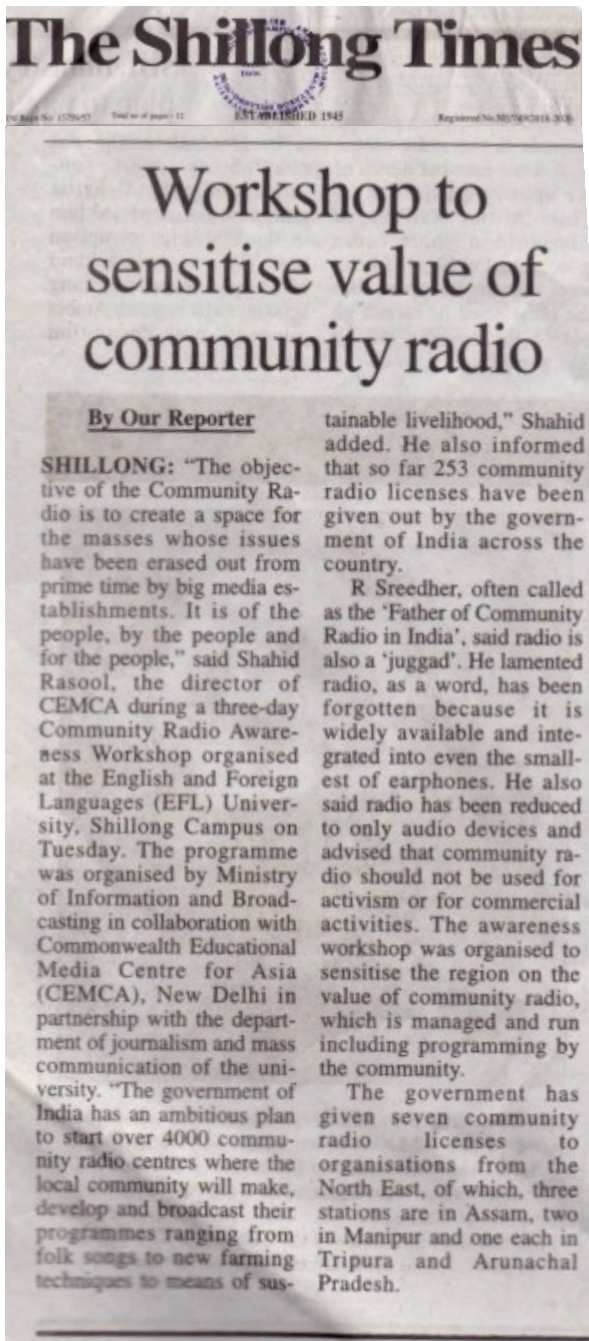 The Shillong Times
Total no of pages - 12
ESTABLISHED 1945
Workshop to
sensitise value of
community radio
By Our Reporter
SHILLONG: “The objec-
tive of the Community Ra-
dio is to create a space for
the masses whose issues
have been erased out from
prime time by big media es-
tablishments. It is of the
people, by the people and
for the people,” said Shahid
Rasool, the director of
CEMCA during a three-day
Community Radio Aware-
ness Workshop organised
at the English and Foreign
Languages (EFL) Univer-
sity, Shillong Campus on
Tuesday. The programme
was organised by Ministry
of Information and Broad-
casting in collaboration with
Commonwealth Educational
Media Centre for Asia
(CEMCA), New Delhi in
partnership with the depart-
ment of journalism and mass
communication of the uni-
versity. “The government of
India has an ambitious plan
to start over 4000 commu-
nity radio centres where the
local community will make,
develop and broadcast their
programmes ranging from
folk songs to new farming
techniques to means of sus-
tainable livelihood,” Shahid
added. He also informed
that so far 253 community
radio licenses have been
given out by the govern-
ment of India across the
country.
R Sreedher, often called
as the ‘Father of Community
Radio in India’, said radio is
also a ‘juggad’. He lamented
radio, as a word, has been
forgotten because it is
widely available and inte-
grated into even the small-
est of earphones. He also
said radio has been reduced
to only audio devices and
advised that community ra-
dio should not be used for
activism or for commercial
activities. The awareness
workshop was organised to
sensitise the region on the
value of community radio,
which is managed and run
including programming by
the community.
The government has
given seven community
radio licenses to
organisations from the
North East, of which, three
stations are in Assam, two
in Manipur and one each in
Tripura and Arunachal
Pradesh.